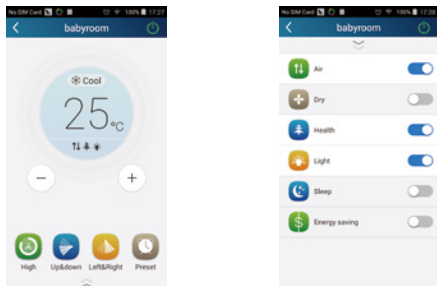 No SIM Card 100% 17:27
babyroom
Cool
25°C
High Up&down Left&Right Preset
No SIM Card 100% 17:28
babyroom
Air
Dry
Health
Light
Sleep
Energy saving